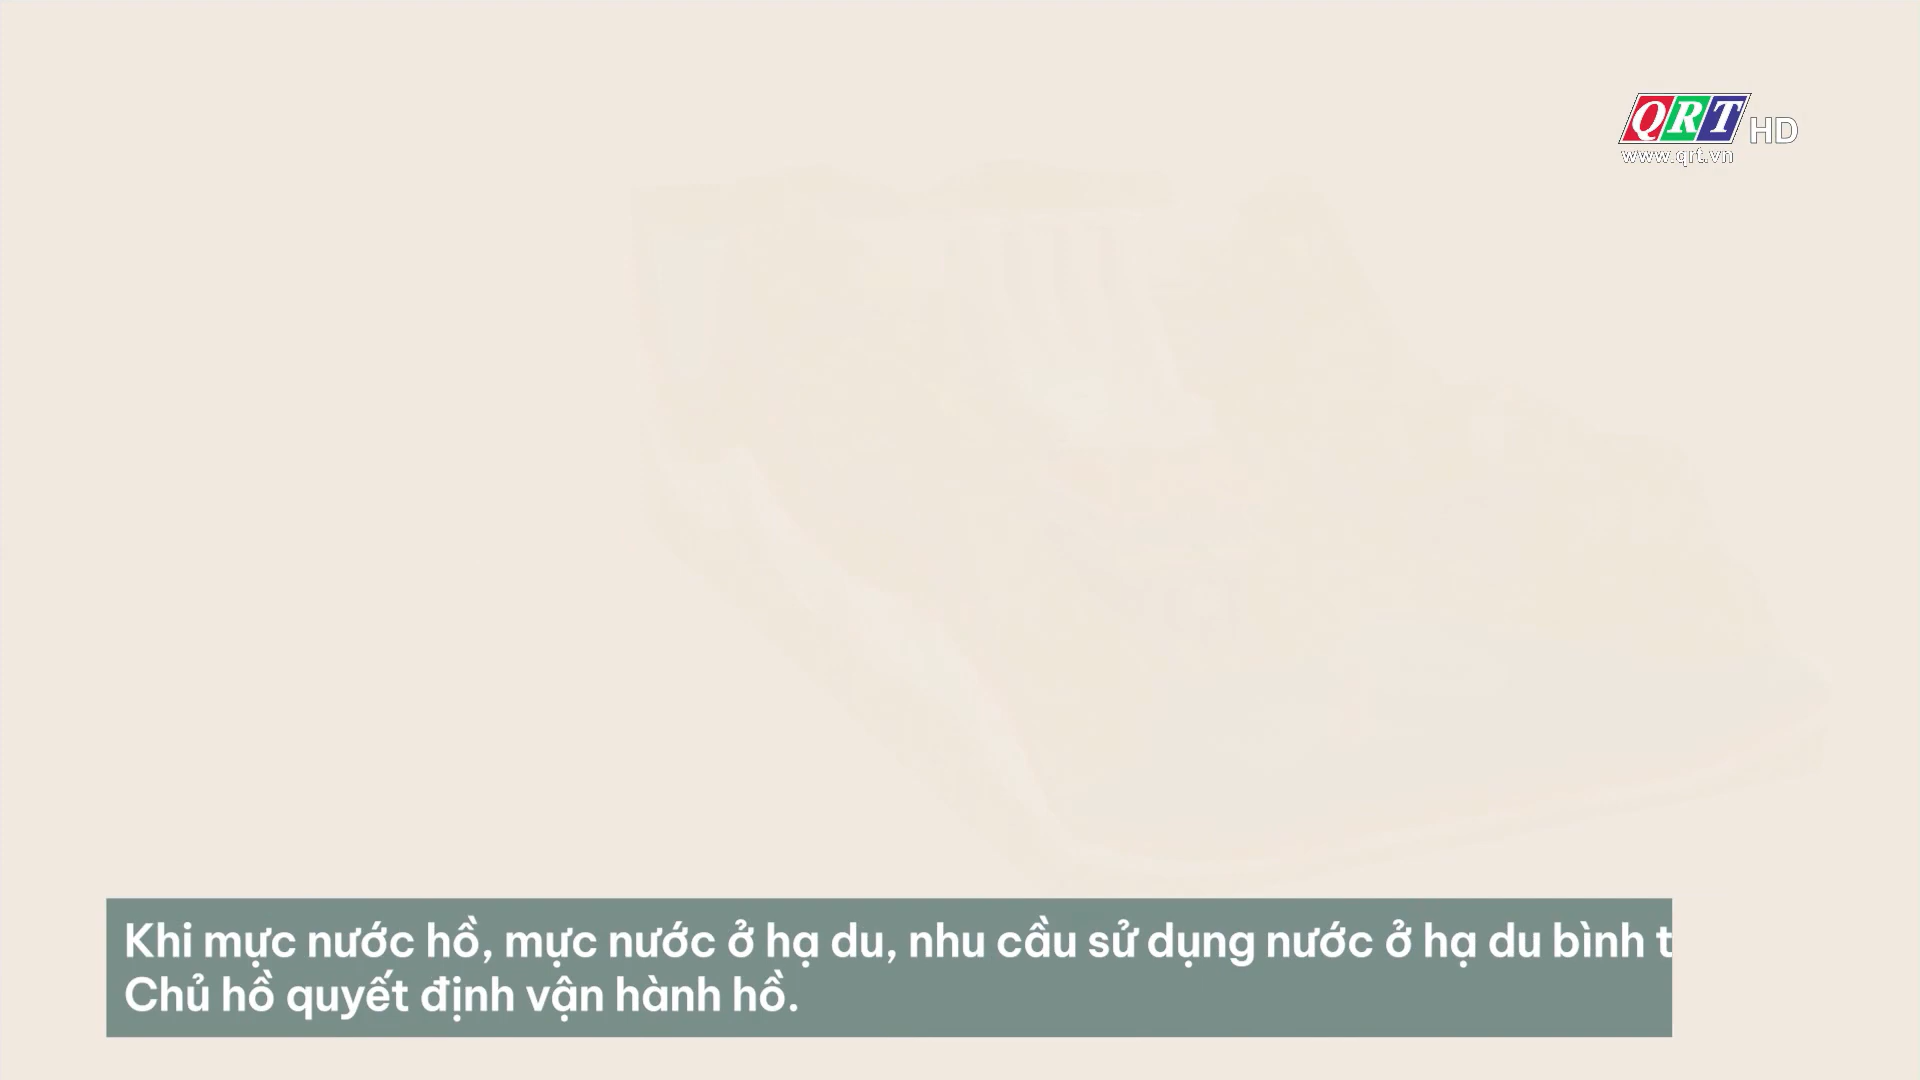 QRT HD
www.qrt.vn
Khi mực nước hồ, mực nước ở hạ du, nhu cầu sử dụng nước ở hạ du bình t
Chủ hồ quyết định vận hành hồ.